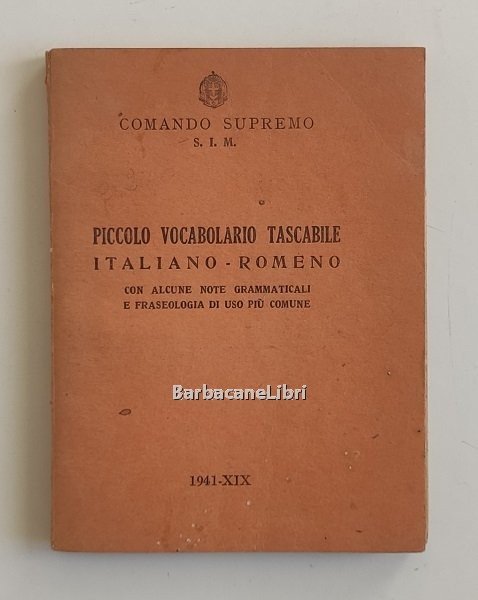 COMANDO SUPREMO
S. I. M.
PICCOLO VOCABOLARIO TASCABILE
ITALIANO - ROMENO
CON ALCUNE NOTE GRAMMATICALI
E FRASEOLOGIA DI USO PIÙ COMUNE
BarbacaneLibri
1941-XIX